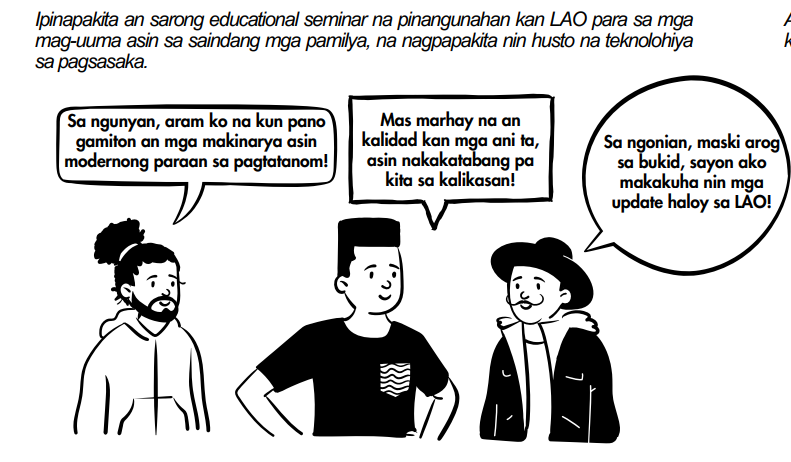 Ipinapakita an sarong educational seminar na pinangunahan kan LAO para sa mga
mag-uuma asin sa saindang mga pamilya, na nagpapakita nin husto na teknolohiya
sa pagsasaka.
Sa ngunyan, aram ko na kun pano
gamiton an mga makinarya asin
modernong paraan sa pagtatanom!
Mas marhay na an
kalidad kan mga ani ta,
asin nakakatabang pa
kita sa kalikasan!
Sa ngonian, maski arog
sa bukid, sayon ako
makakuha nin mga
update haloy sa LAO!